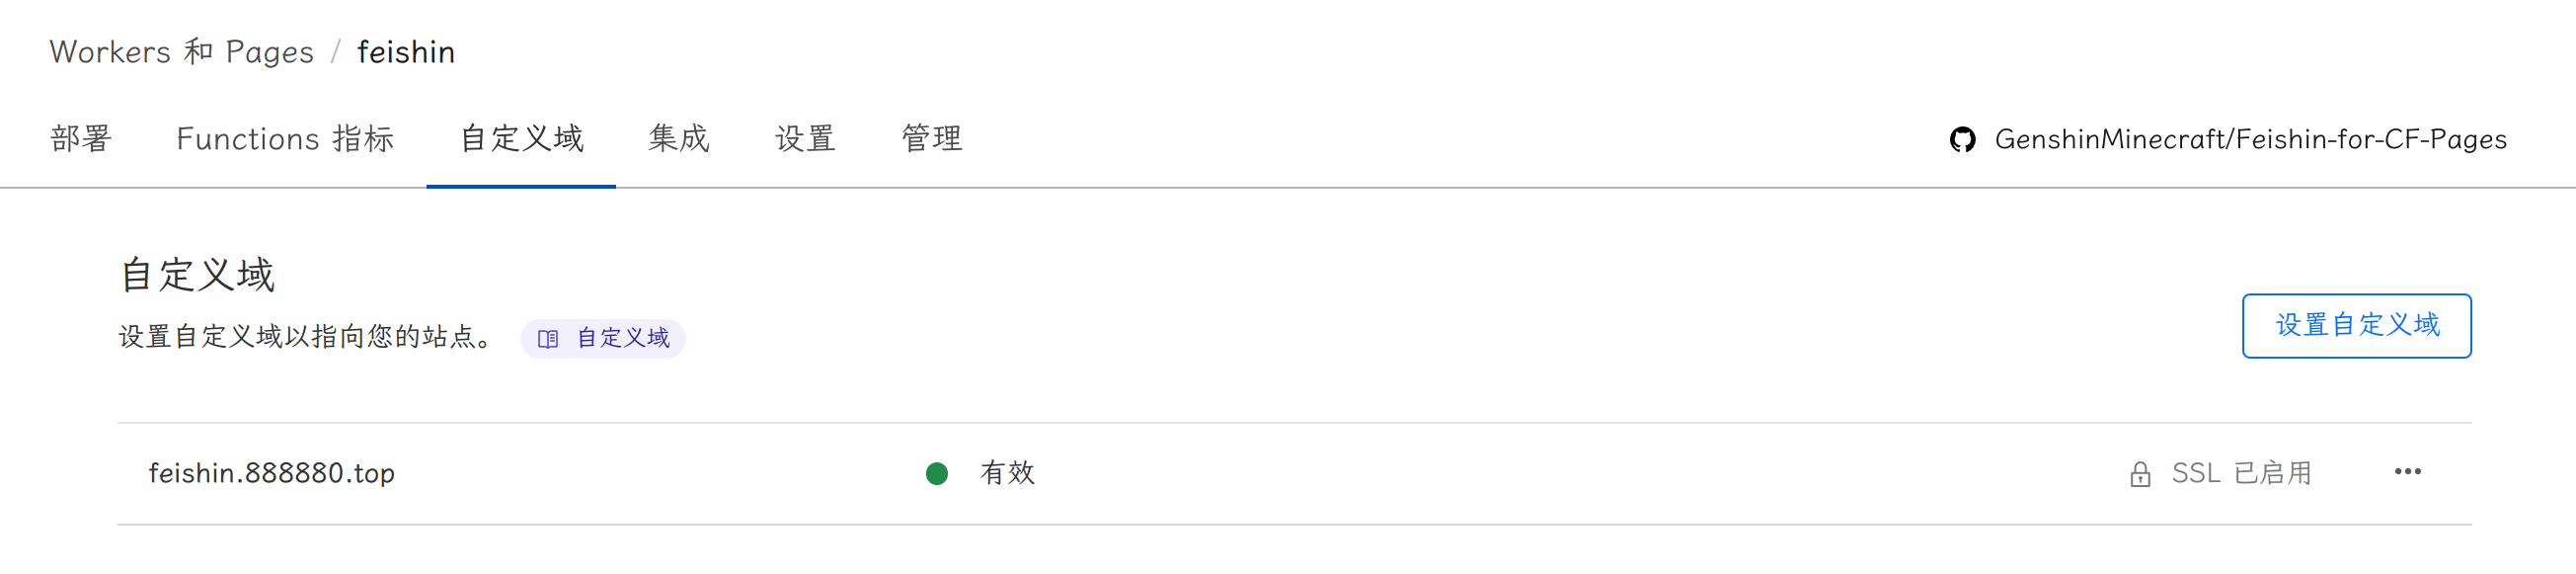 Workers 和 Pages / feishin
部署 Functions 指标 自定义域 集成 设置 管理 GenshinMinecraft/Feishin-for-CF-Pages
自定义域
设置自定义域以指向您的站点。 自定义域 设置自定义域
feishin.888880.top 有效 SSL 已启用